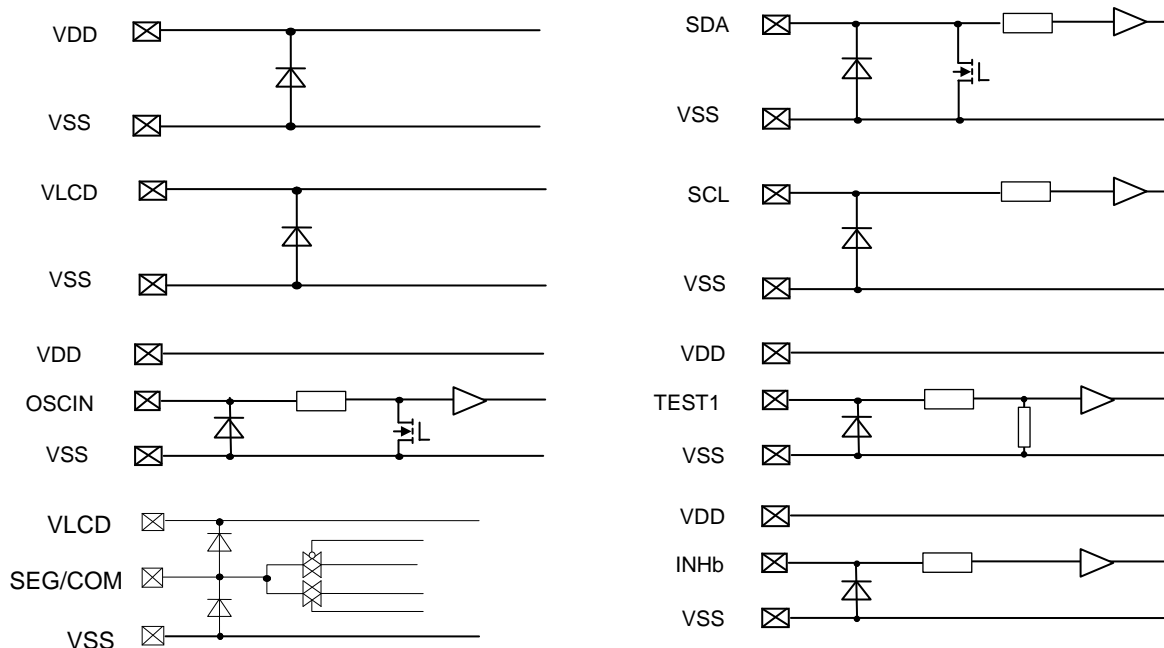 VDD
VSS
VLCD
VSS
VDD
OSCIN
VSS
VLCD
SEG/COM
VSS
SDA
VSS
SCL
VSS
VDD
TEST1
VSS
VDD
INHb
VSS